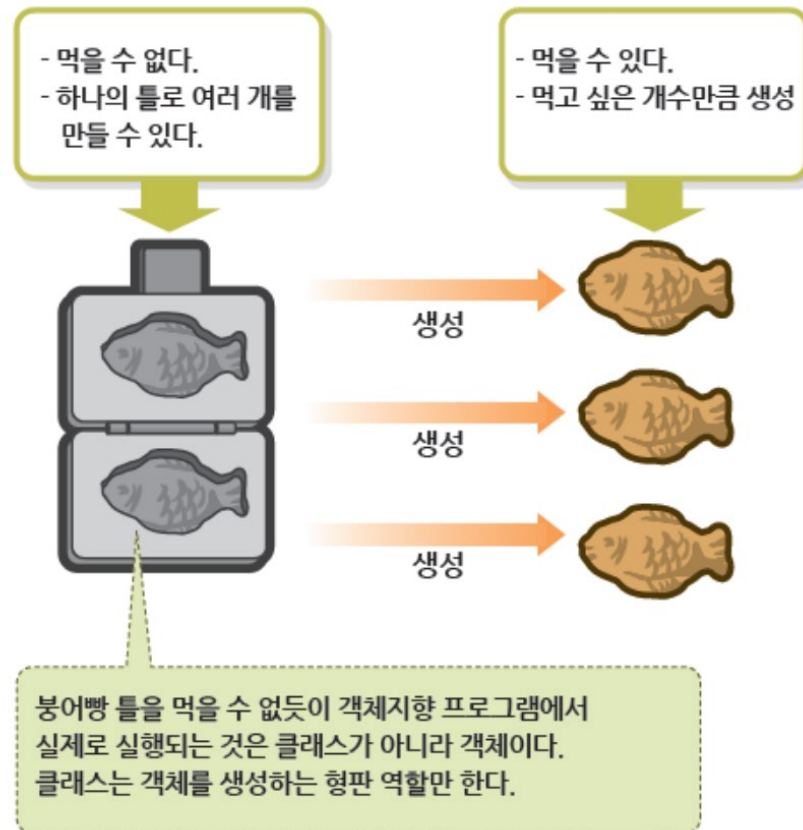 - 먹을 수 없다.
- 하나의 틀로 여러 개를
만들 수 있다.
- 먹을 수 있다.
- 먹고 싶은 개수만큼 생성
생성
생성
생성
붕어빵 틀을 먹을 수 없듯이 객체지향 프로그램에서
실제로 실행되는 것은 클래스가 아니라 객체이다.
클래스는 객체를 생성하는 형판 역할만 한다.